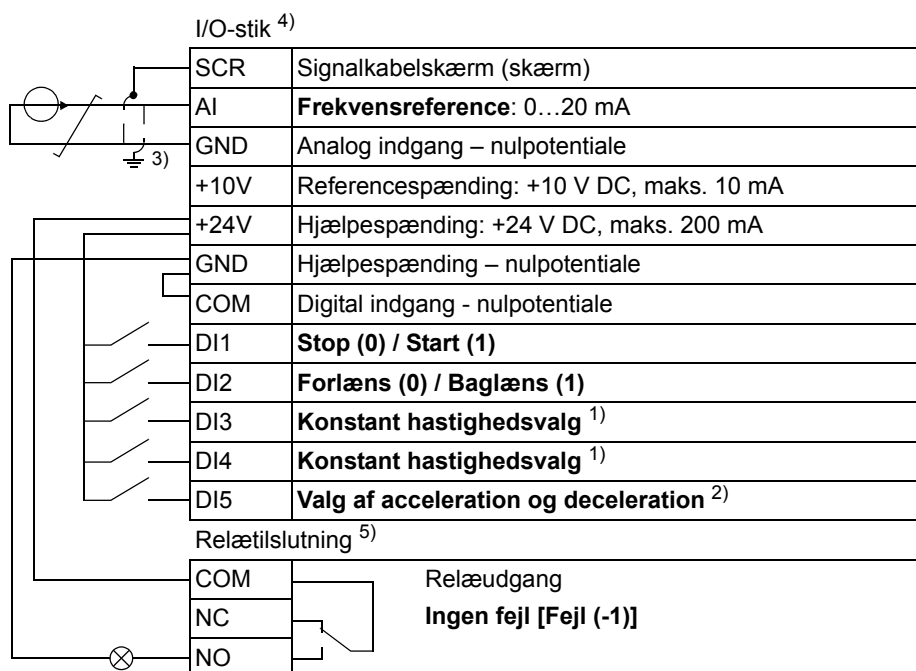 I/O-stik 4)
SCR Signalkabelskærm (skærm)
AI Frekvensreference: 0…20 mA
GND Analog indgang – nulpotentiale
3)
+10V Referencespænding: +10 V DC, maks. 10 mA
+24V Hjælpespænding: +24 V DC, maks. 200 mA
GND Hjælpespænding – nulpotentiale
COM Digital indgang - nulpotentiale
DI1 Stop (0) / Start (1)
DI2 Forlæns (0) / Baglæns (1)
DI3 Konstant hastighedsvalg 1)
DI4 Konstant hastighedsvalg 1)
DI5 Valg af acceleration og deceleration 2)
Relætilslutning 5)
COM Relæudgang
NC Ingen fejl [Fejl (-1)]
NO